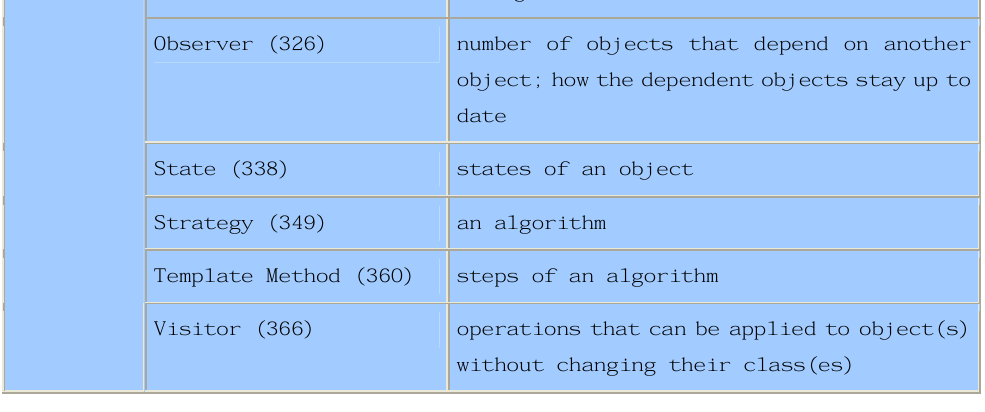 Observer (326)
number of objects that depend on another
object; how the dependent objects stay up to
date
State (338)
states of an object
Strategy (349)
an algorithm
Template Method (360)
steps of an algorithm
Visitor (366)
operations that can be applied to object(s)
without changing their class(es)